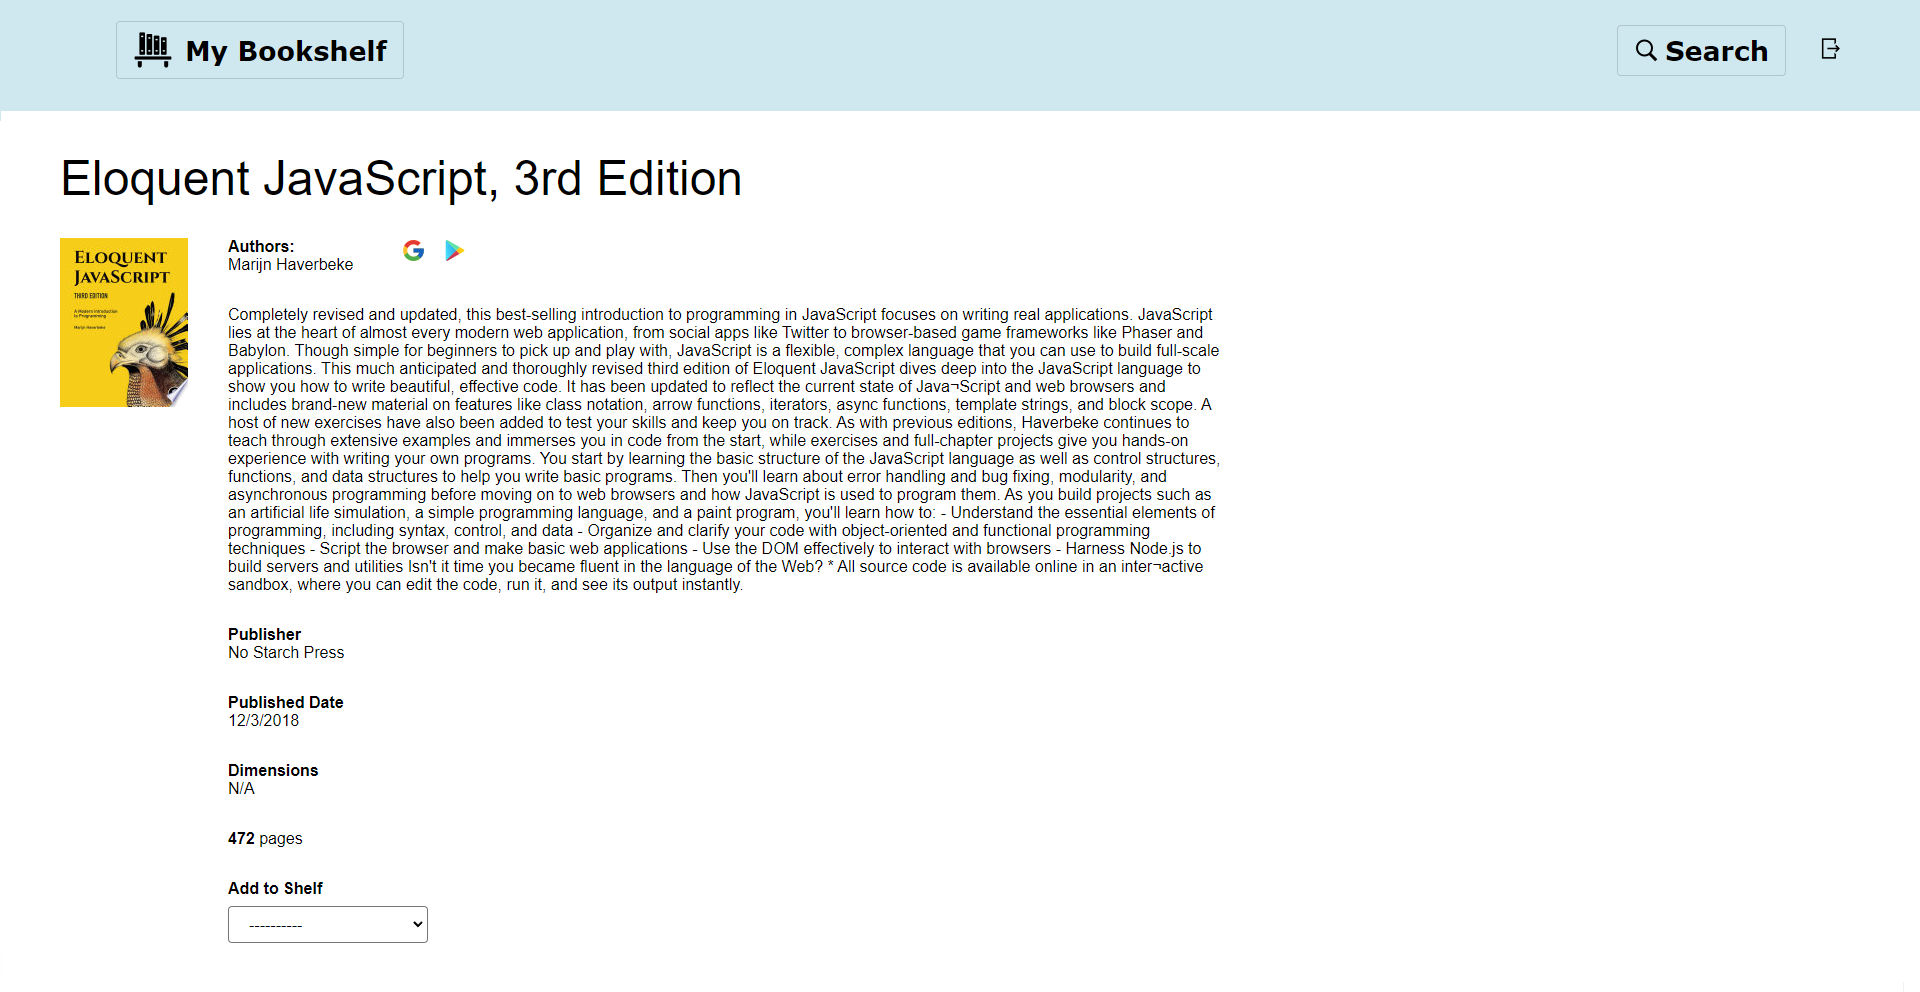 My Bookshelf
Search
Eloquent JavaScript, 3rd Edition
ELOQUENT
JAVASCRIPT
THIRD EDITION
A Modern Introduction
to Programming
Marijn Haverbeke
Authors:
Marijn Haverbeke
Completely revised and updated, this best-selling introduction to programming in JavaScript focuses on writing real applications. JavaScript
lies at the heart of almost every modern web application, from social apps like Twitter to browser-based game frameworks like Phaser and
Babylon. Though simple for beginners to pick up and play with, JavaScript is a flexible, complex language that you can use to build full-scale
applications. This much anticipated and thoroughly revised third edition of Eloquent JavaScript dives deep into the JavaScript language to
show you how to write beautiful, effective code. It has been updated to reflect the current state of Java¬Script and web browsers and
includes brand-new material on features like class notation, arrow functions, iterators, async functions, template strings, and block scope. A
host of new exercises have also been added to test your skills and keep you on track. As with previous editions, Haverbeke continues to
teach through extensive examples and immerses you in code from the start, while exercises and full-chapter projects give you hands-on
experience with writing your own programs. You start by learning the basic structure of the JavaScript language as well as control structures,
functions, and data structures to help you write basic programs. Then you'll learn about error handling and bug fixing, modularity, and
asynchronous programming before moving on to web browsers and how JavaScript is used to program them. As you build projects such as
an artificial life simulation, a simple programming language, and a paint program, you'll learn how to: - Understand the essential elements of
programming, including syntax, control, and data - Organize and clarify your code with object-oriented and functional programming
techniques - Script the browser and make basic web applications - Use the DOM effectively to interact with browsers - Harness Node.js to
build servers and utilities Isn't it time you became fluent in the language of the Web? * All source code is available online in an inter¬active
sandbox, where you can edit the code, run it, and see its output instantly.
Publisher
No Starch Press
Published Date
12/3/2018
Dimensions
N/A
472 pages
Add to Shelf
----------